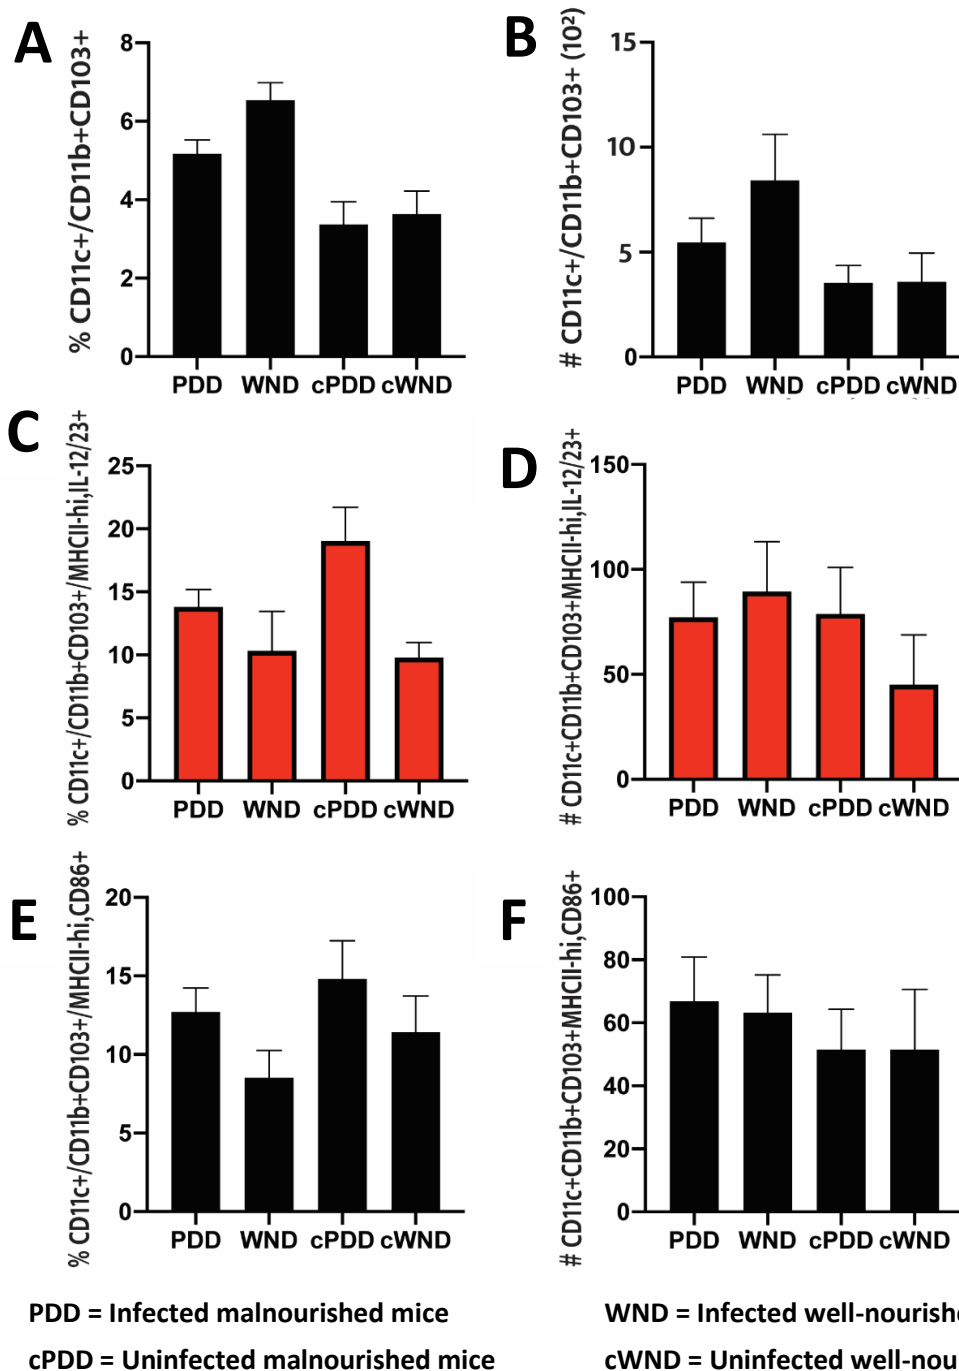 A
% CD11c+/CD11b+CD103+
8
6
4
2
0
PDD WND cPDD cWND
B
# CD11c+/CD11b+CD103+ (10²)
15
10
5
0
PDD WND cPDD cWND
C
% CD11c+/CD11b+CD103+/MHCII-hi,IL-12/23+
25
20
15
10
5
0
PDD WND cPDD cWND
D
# CD11c+CD11b+CD103+MHCII-hi,IL-12/23+
150
100
50
0
PDD WND cPDD cWND
E
% CD11c+/CD11b+CD103+/MHCII-hi,CD86+
20
15
10
5
0
PDD WND cPDD cWND
F
# CD11c+CD11b+CD103+MHCII-hi,CD86+
100
80
60
40
20
0
PDD WND cPDD cWND
PDD = Infected malnourished mice
WND = Infected well-nourishe
cPDD = Uninfected malnourished mice
cWND = Uninfected well-nou